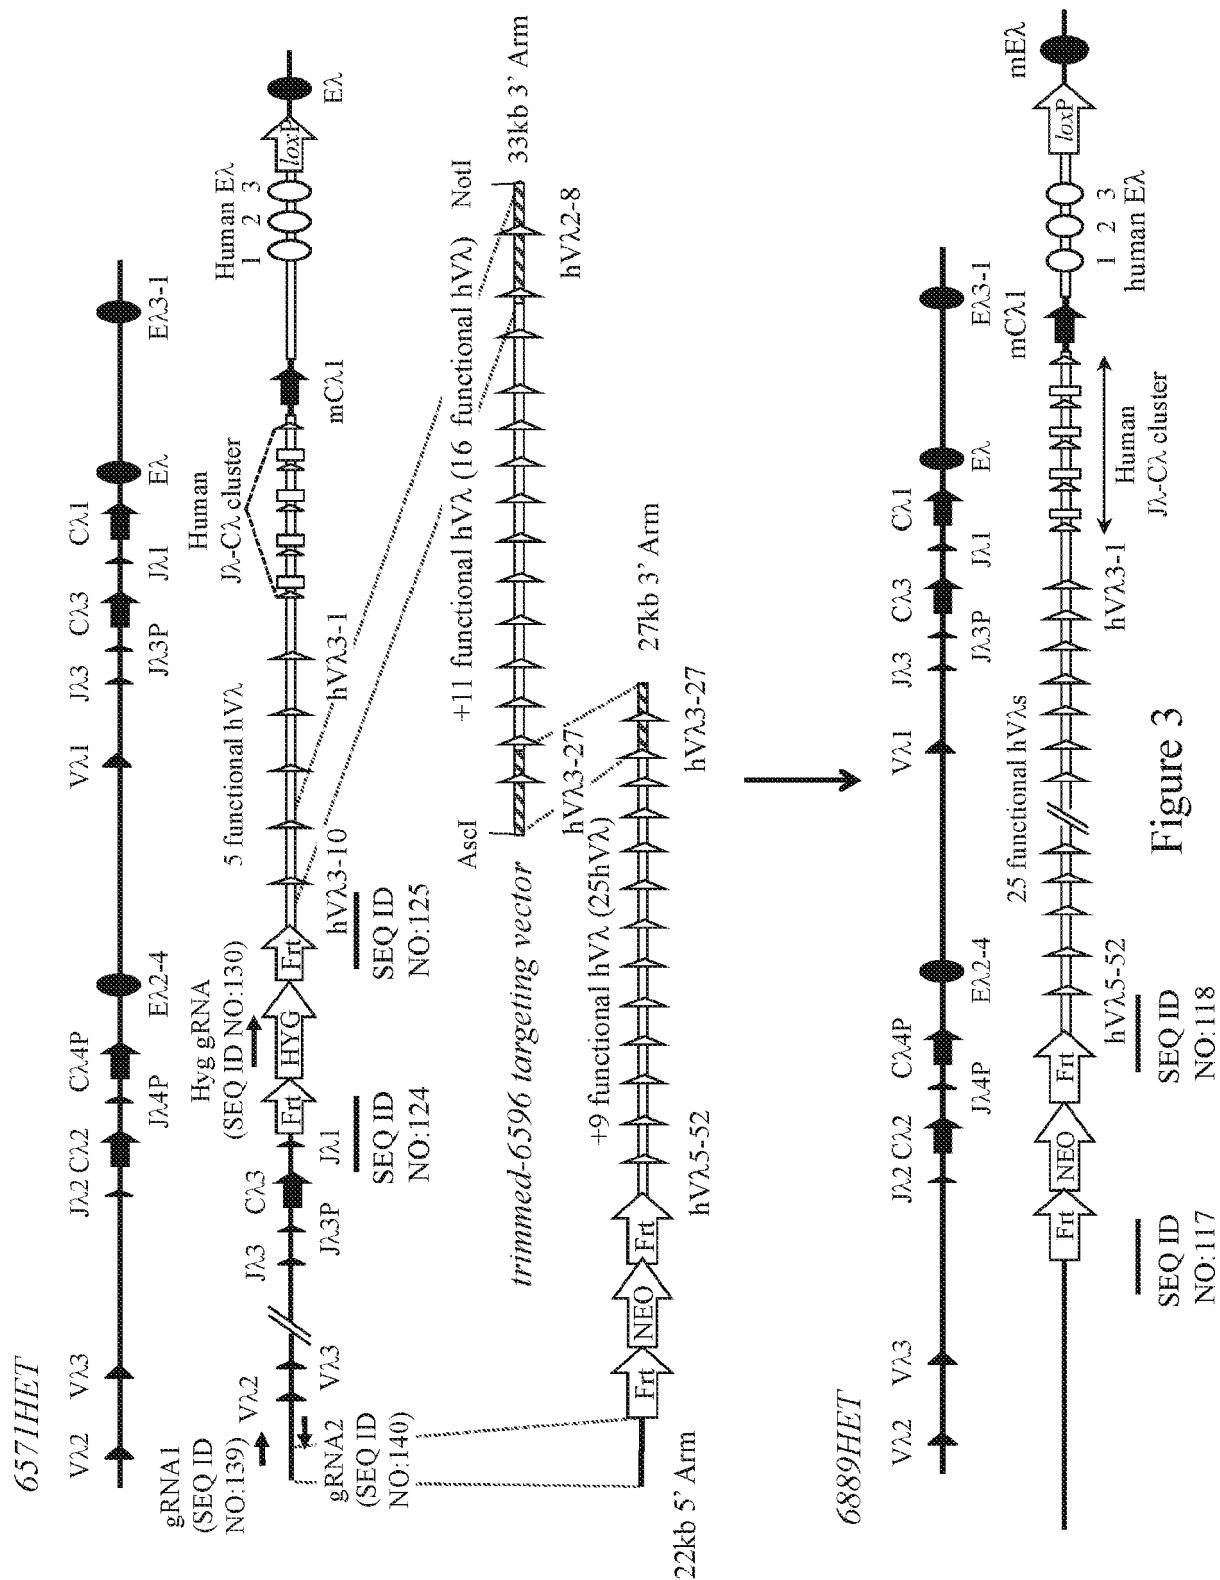 6571HET
Vλ2
Vλ3
Jλ2
Cλ2
Jλ4P
Cλ4P
Eλ2-4
Vλ1
Jλ3
Jλ3P
Cλ3
Jλ1
Cλ1
Eλ
Eλ3-1
gRNA1
(SEQ ID
NO:139)
Vλ2
Vλ3
gRNA2
(SEQ ID
NO:140)
Jλ3
Jλ3P
Cλ3
Jλ1
Frt
HYG
Frt
SEQ ID
NO:124
Hyg gRNA
(SEQ ID NO:130)
SEQ ID
NO:125
hVλ3-10
5 functional hVλ
hVλ3-1
Human
Jλ-Cλ cluster
mCλ1
Human Eλ
1 2 3
loxP
Eλ
trimmed-6596 targeting vector
AscI
+11 functional hVλ (16 functional hVλ)
NotI
33kb 3' Arm
hVλ3-27
hVλ2-8
22kb 5' Arm
Frt
NEO
Frt
hVλ5-52
+9 functional hVλ (25hVλ)
27kb 3' Arm
hVλ3-27
6889HET
Vλ2
Vλ3
Jλ2
Cλ2
Jλ4P
Cλ4P
Eλ2-4
Vλ1
Jλ3
Jλ3P
Cλ3
Jλ1
Cλ1
Eλ
Eλ3-1
Frt
NEO
Frt
SEQ ID
NO:117
SEQ ID
NO:118
hVλ5-52
25 functional hVλs
hVλ3-1
Human
Jλ-Cλ cluster
mCλ1
1 2 3
human Eλ
loxP
mEλ
Figure 3